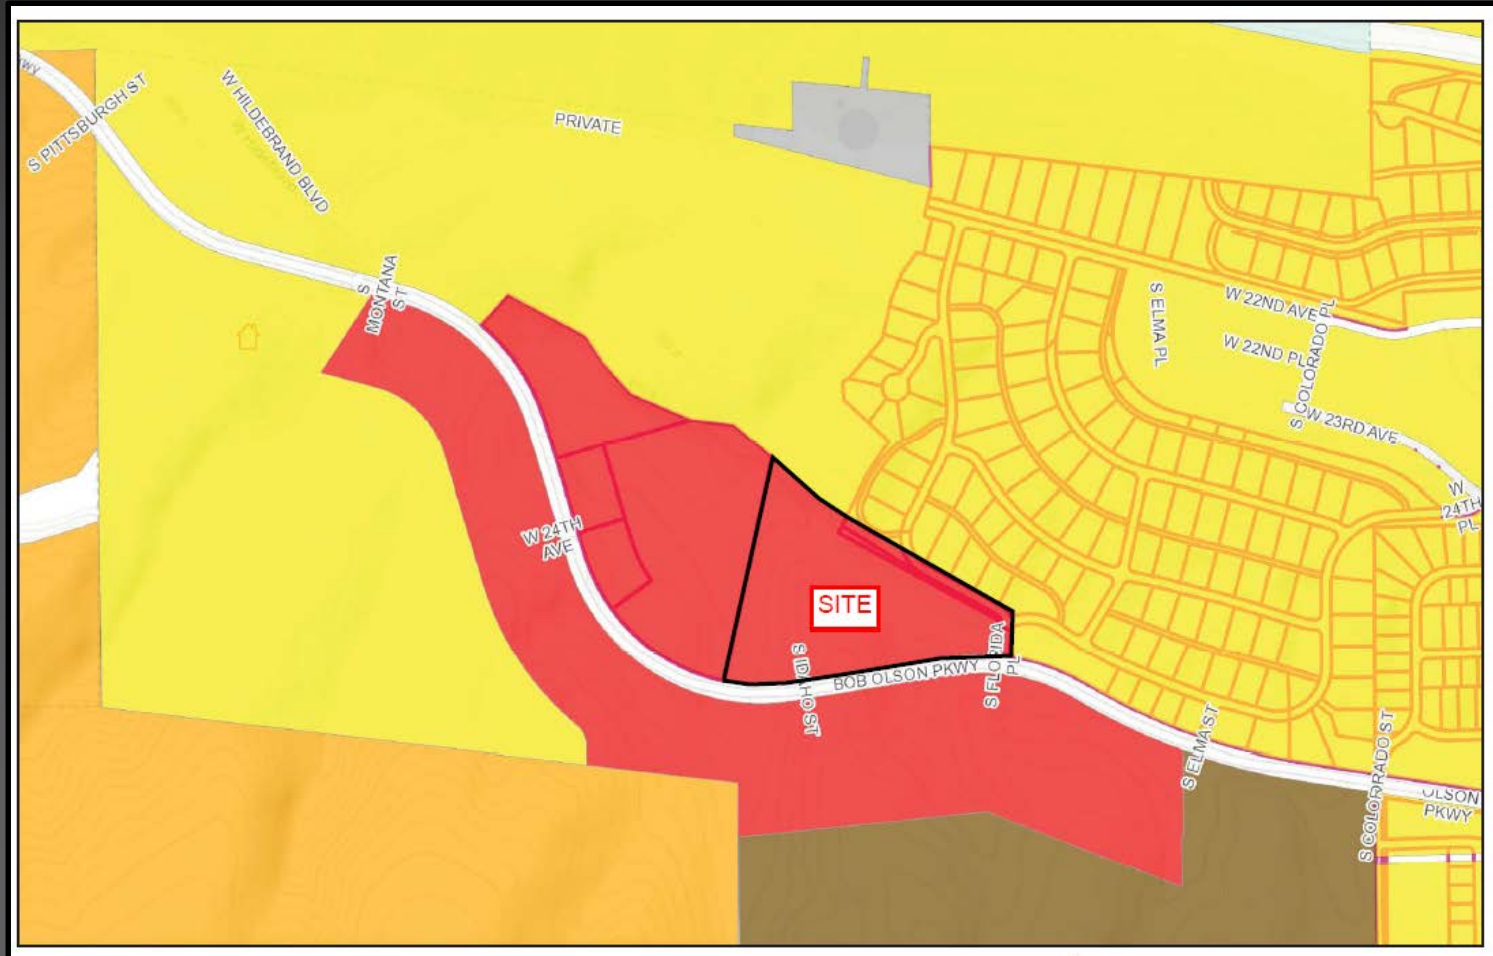 KWY
S PITTSBURGH ST
W HILDEBRAND BLVD
PRIVATE
S
MONTANA
ST
S ELMA PL
W 22ND AVE
W 22ND PL
S COLORADO PL
W 23RD AVE
W
24TH
PL
W 24TH
AVE
SITE
S IDAHO ST
BOB OLSON PKWY
S FLORIDA
PL
S ELMA ST
S COLORADO ST
OLSON
PKWY